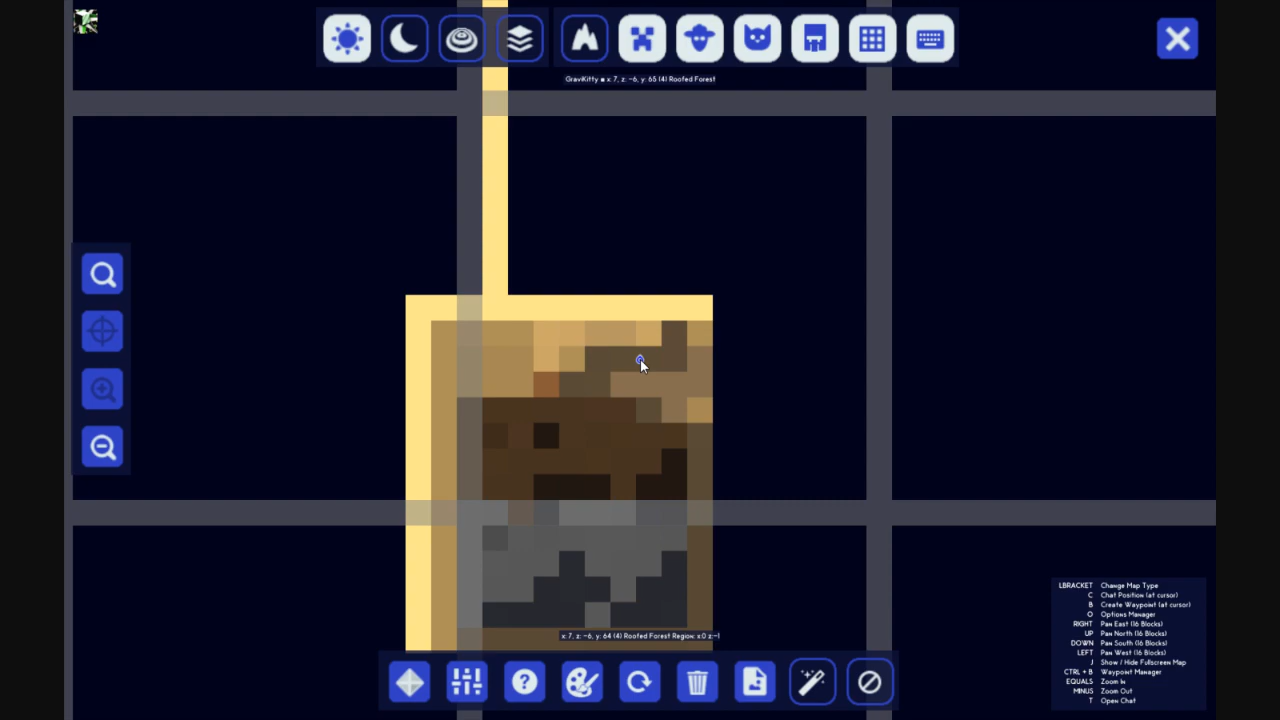 GraviKitty ■ x: 7, z: -6, y: 65 (4) Roofed Forest
x: 7, z: -6, y: 64 (4) Roofed Forest Region: x:0 z:-1
LBRACKET Change Map Type
C Chat Position (at cursor)
B Create Waypoint (at cursor)
O Options Manager
RIGHT Pan East (16 Blocks)
UP Pan North (16 Blocks)
DOWN Pan South (16 Blocks)
LEFT Pan West (16 Blocks)
J Show / Hide Fullscreen Map
CTRL + B Waypoint Manager
EQUALS Zoom In
MINUS Zoom Out
T Open Chat